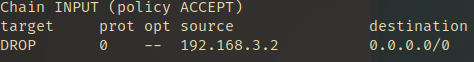 Chain INPUT (policy ACCEPT)
target     prot opt source               destination
DROP       0    --  192.168.3.2          0.0.0.0/0